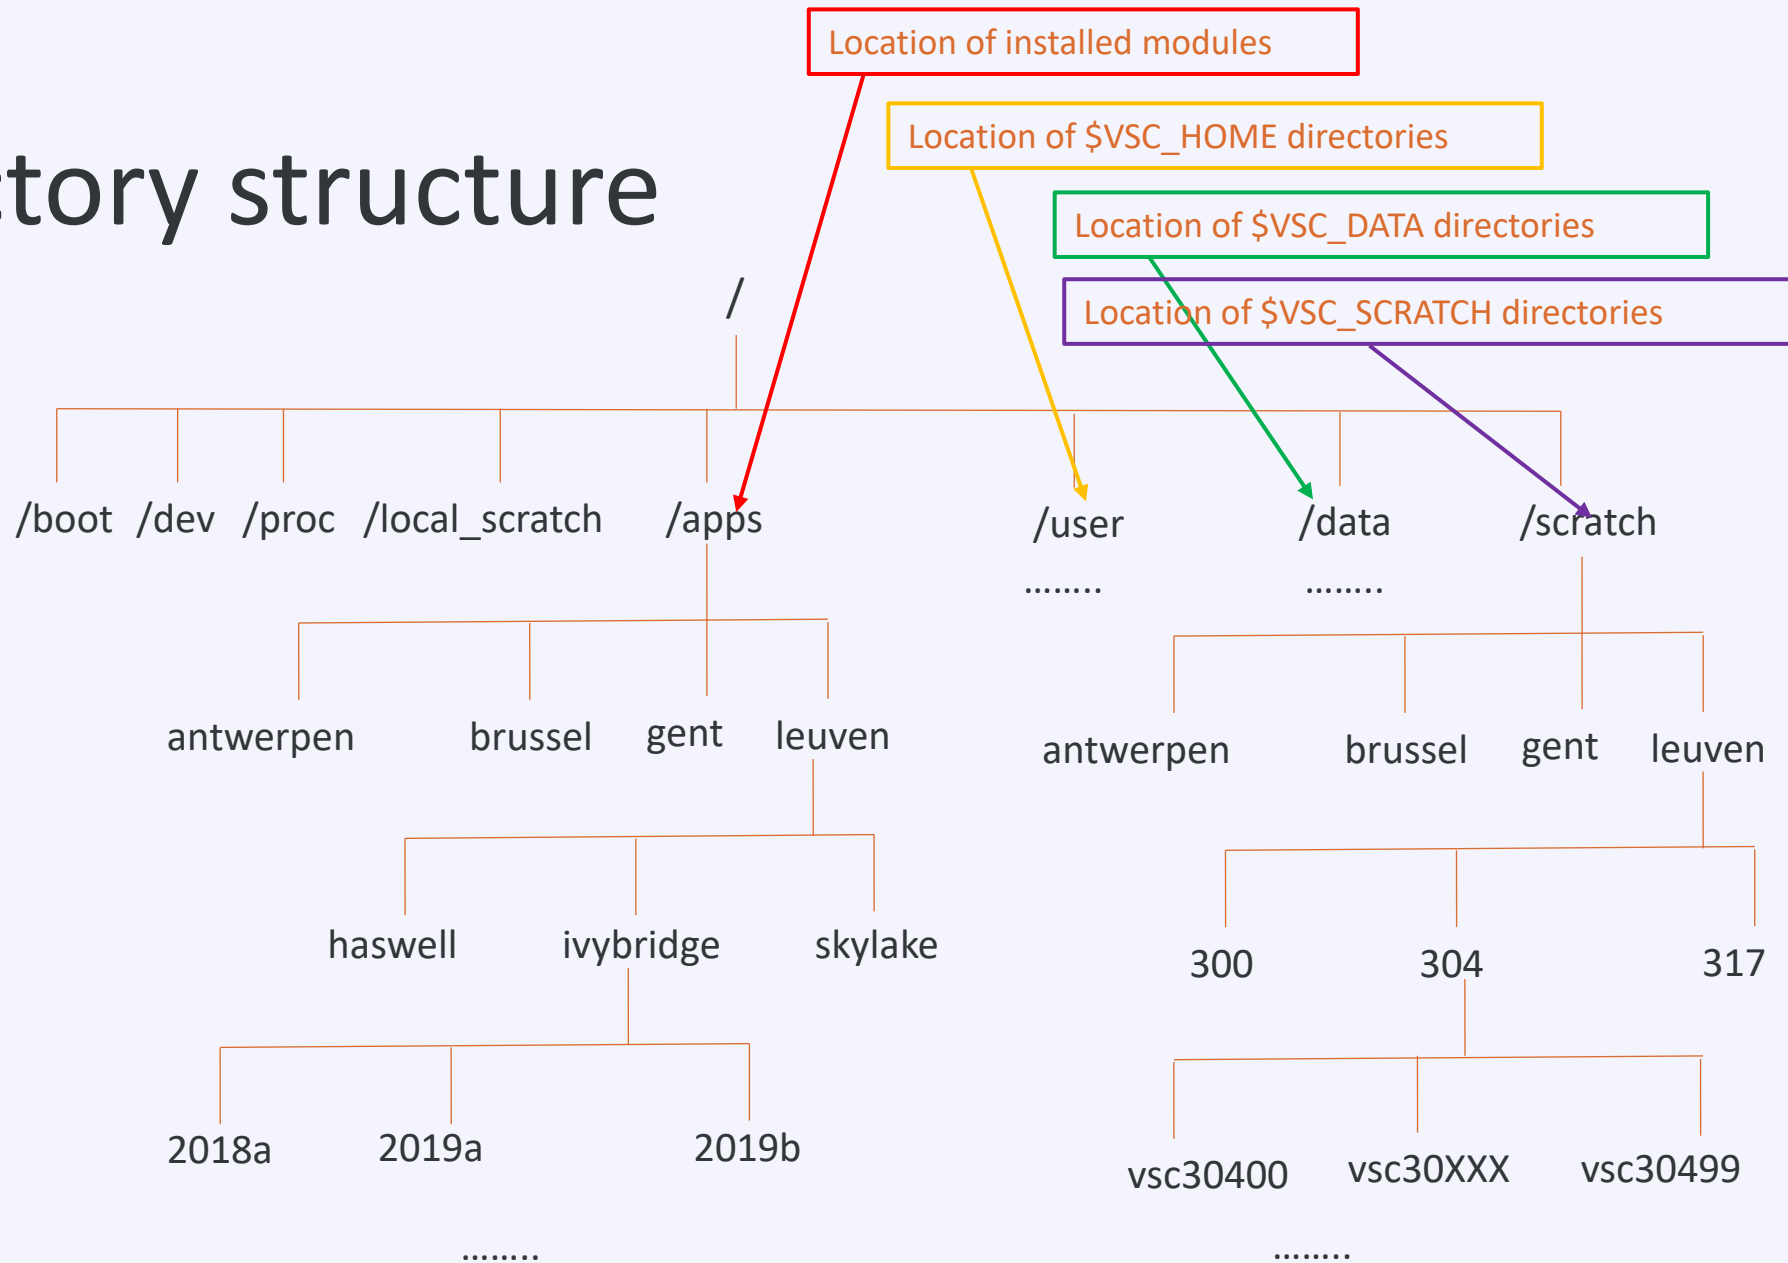 Location of installed modules
Location of $VSC_HOME directories
ctory structure
Location of $VSC_DATA directories
Location of $VSC_SCRATCH directories
/
/boot /dev /proc /local_scratch /apps /user /data /scratch
........ ........
antwerpen brussel gent leuven antwerpen brussel gent leuven
haswell ivybridge skylake 300 304 317
2018a 2019a 2019b vsc30400 vsc30XXX vsc30499
........ ........